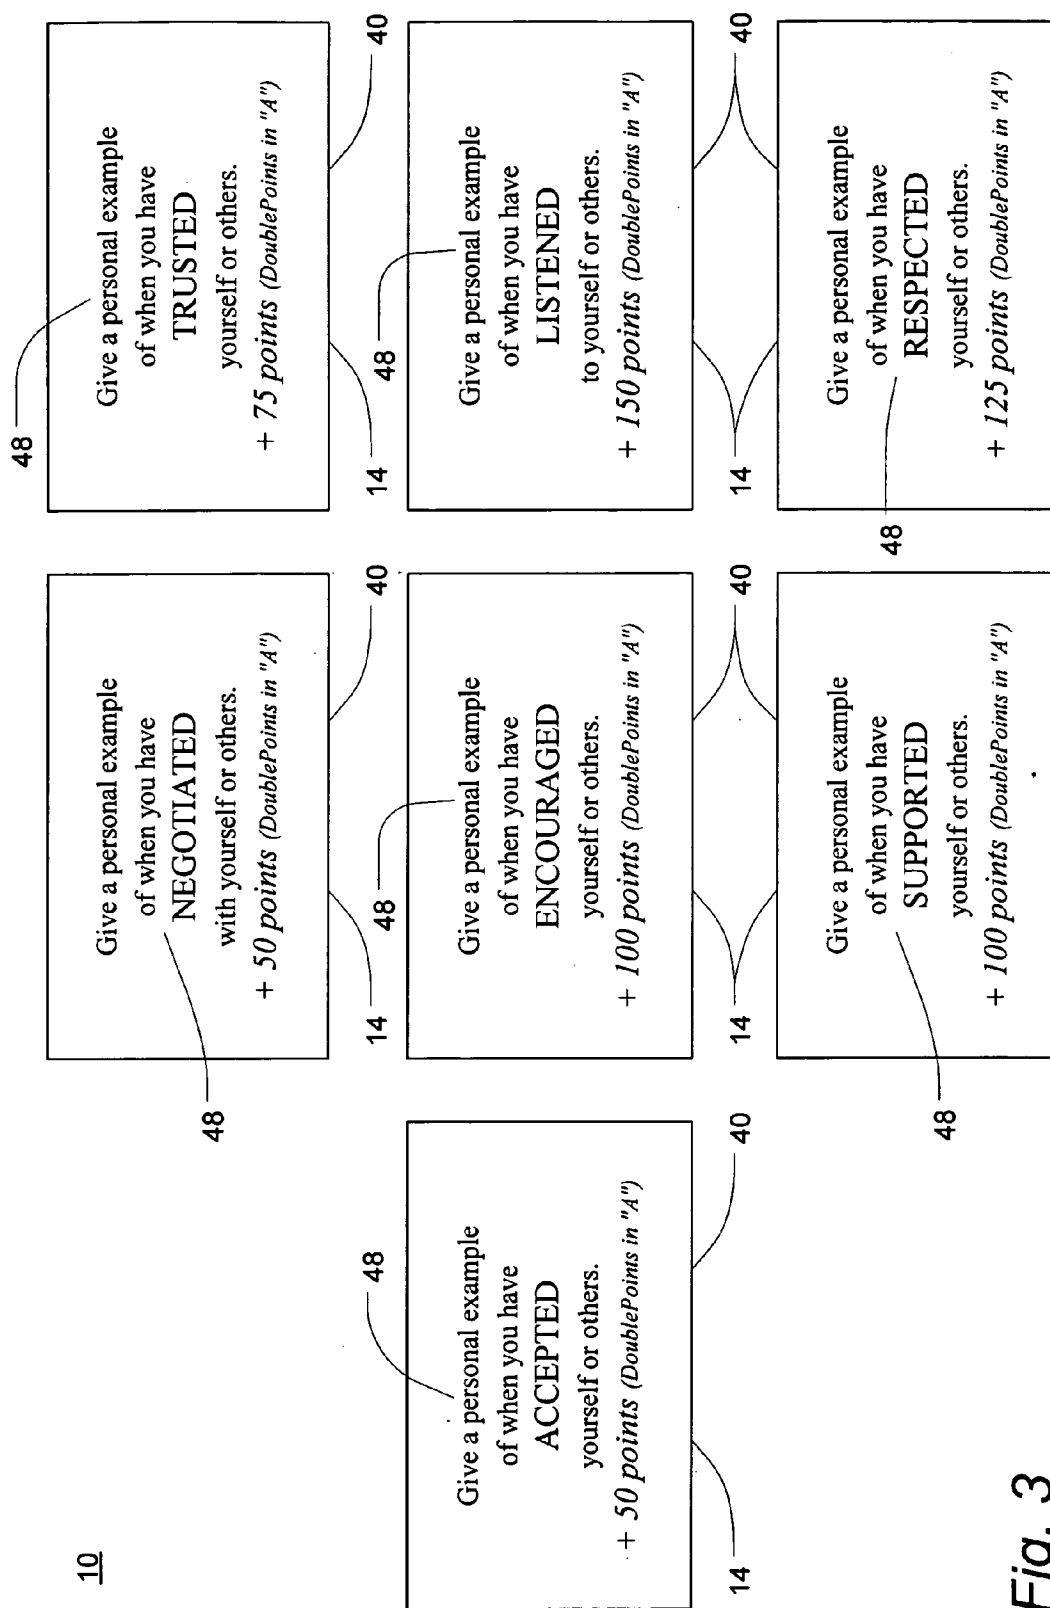 10
48
48
Give a personal example
of when you have
NEGOTIATED
with yourself or others.
+ 50 points (DoublePoints in "A")
14
40
Give a personal example
of when you have
TRUSTED
yourself or others.
+ 75 points (DoublePoints in "A")
14
40
48
Give a personal example
of when you have
ACCEPTED
yourself or others.
+ 50 points (DoublePoints in "A")
14
40
48
Give a personal example
of when you have
ENCOURAGED
yourself or others.
+ 100 points (DoublePoints in "A")
14
40
48
Give a personal example
of when you have
LISTENED
to yourself or others.
+ 150 points (DoublePoints in "A")
14
40
Give a personal example
of when you have
SUPPORTED
yourself or others.
+ 100 points (DoublePoints in "A")
48
Give a personal example
of when you have
RESPECTED
yourself or others.
+ 125 points (DoublePoints in "A")
48
Fig. 3